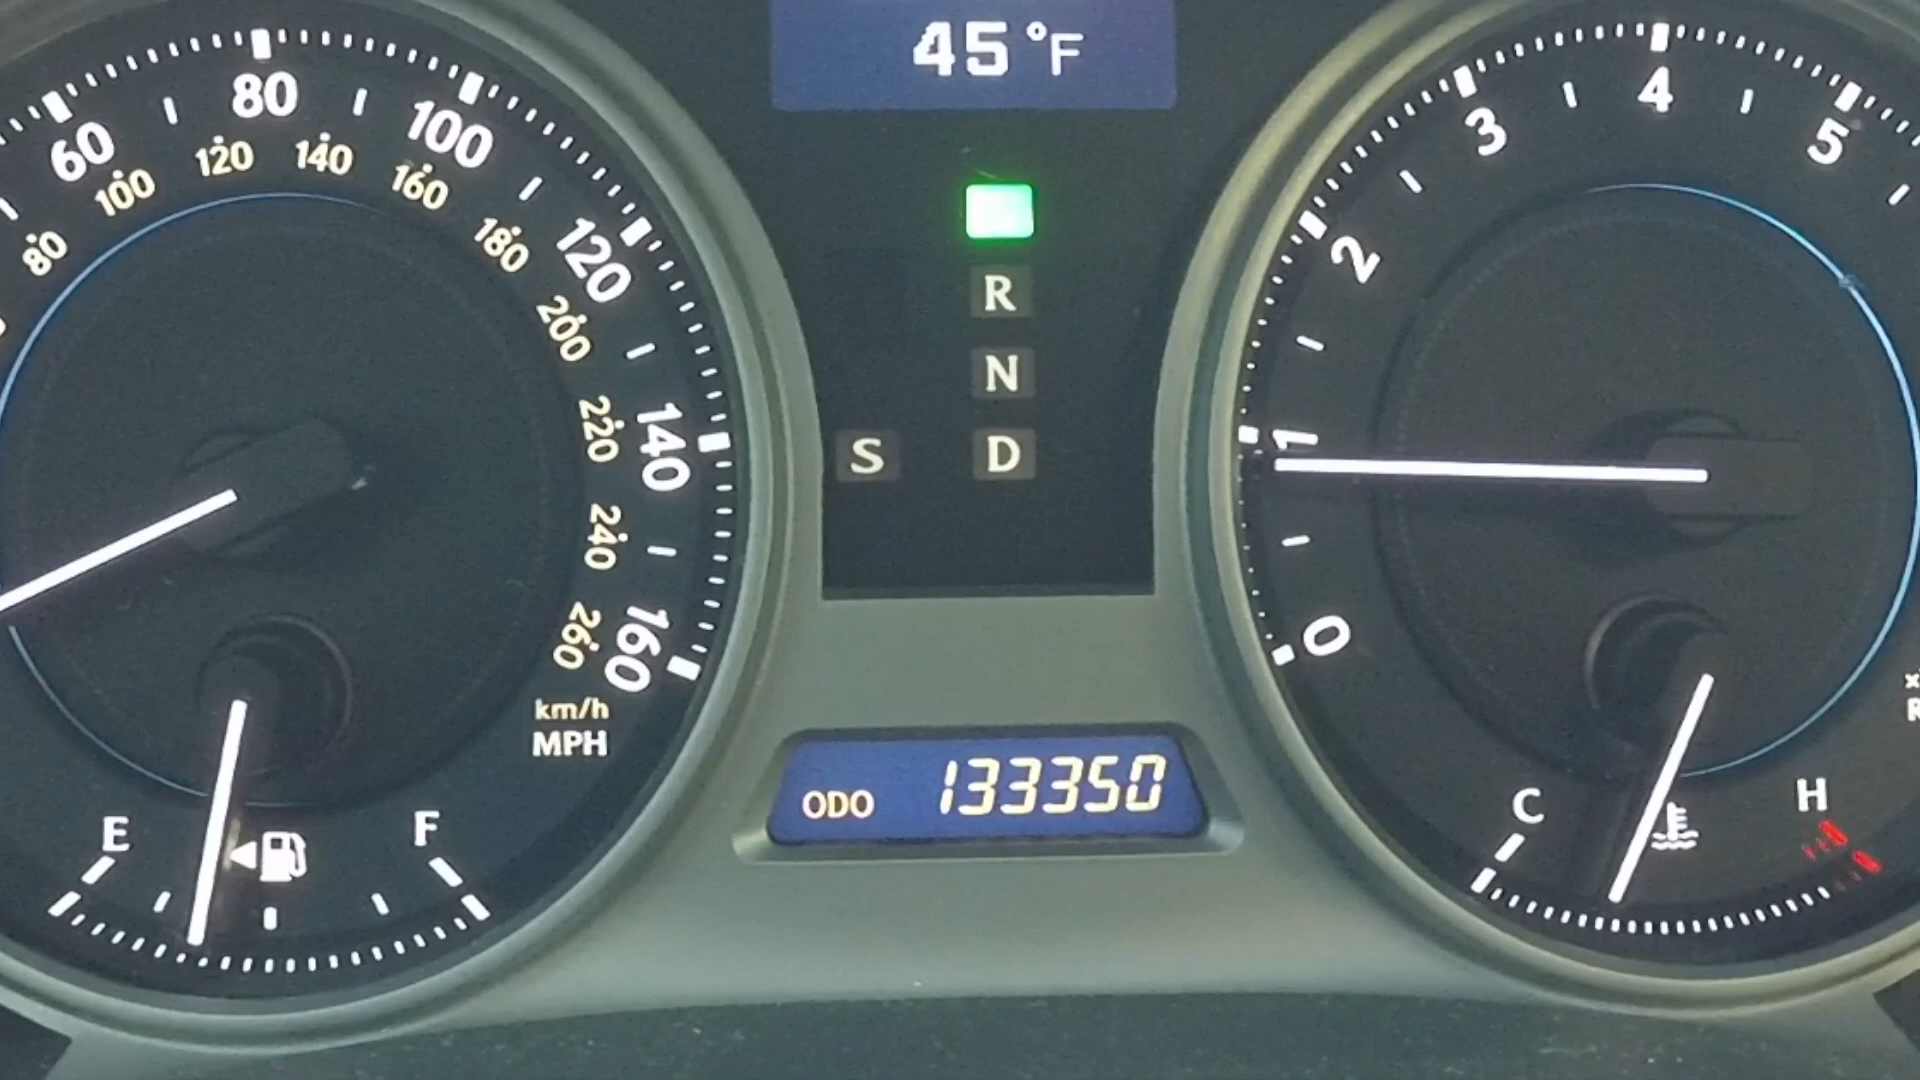 45°F
60 80 100 120 140 160
80 100 120 140 160 180 200 220 240 260
km/h
MPH
E F
R
N
S D
ODO 133350
0 1 2 3 4 5
C H